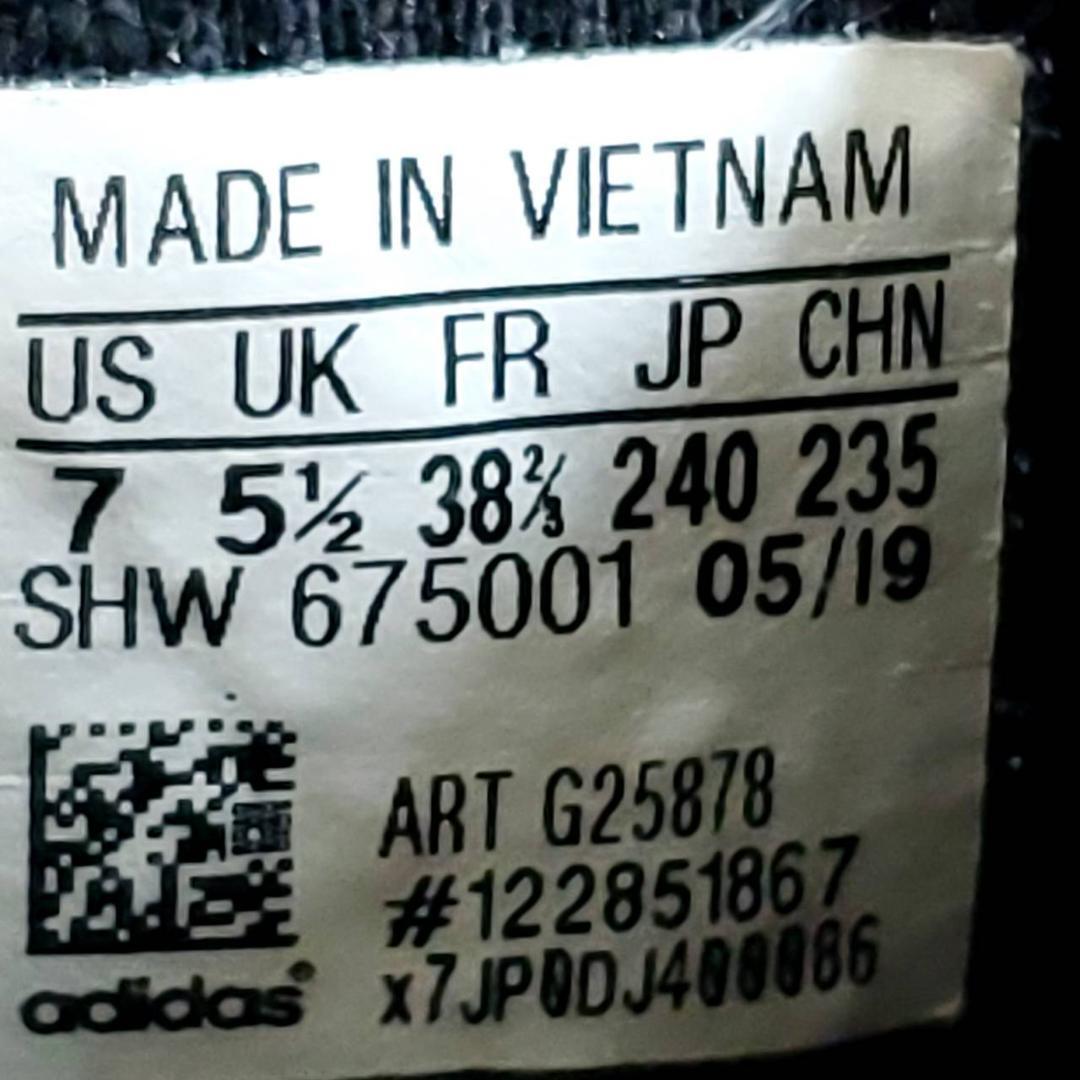 MADE IN VIETNAM
US UK FR JP CHN
7 5½ 38⅔ 240 235
SHW 675001 05/19
ART G25878
#122851867
x7JP0DJ400086
adidas®